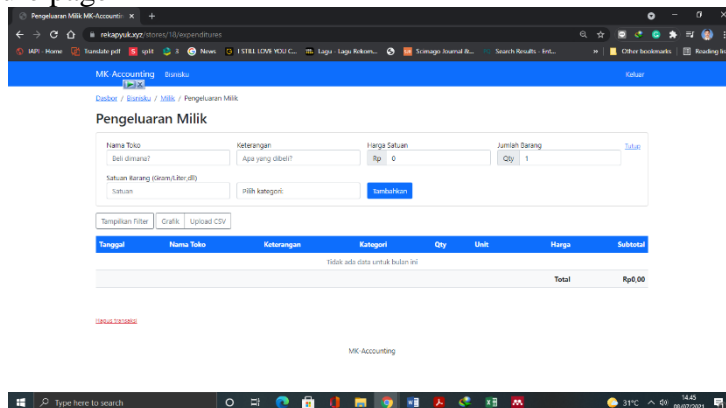 Pengeluaran Milik MK-Accountin
rekapyuk.xyz/stores/18/expenditures
IAPI - Home Translate pdf split X News I STILL LOVE YOU C... Lagu - Lagu Rekom... Scimago Journal &... Search Results - Ent... » Other bookmarks Reading list
MK Accounting Bisnisku Keluar
Dasbor / Bisnisku / Milik / Pengeluaran Milik
Pengeluaran Milik
Nama Toko Keterangan Harga Satuan Jumlah Barang Tutup
Beli dimana? Apa yang dibeli? Rp 0 Qty 1
Satuan Barang (Gram/Liter,dll)
Satuan Pilih kategori: Tambahkan
Tampilkan Filter Grafik Upload CSV
Tanggal Nama Toko Keterangan Kategori Qty Unit Harga Subtotal
Tidak ada data untuk bulan ini
Total Rp0,00
Hapus transaksi
MK-Accounting
Type here to search 31°C 14.45
08/07/2021